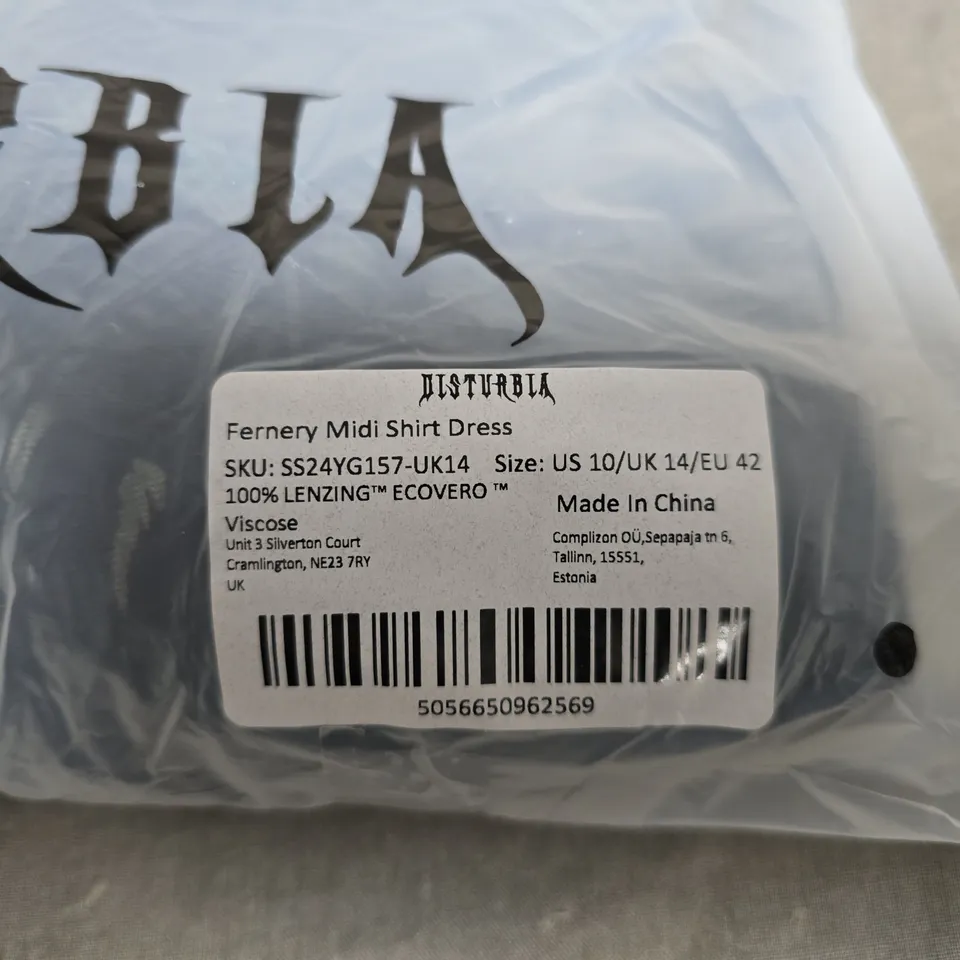 BIA
DISTURBIA
Fernery Midi Shirt Dress
SKU: SS24YG157-UK14 Size: US 10/UK 14/EU 42
100% LENZING™ ECOVERO ™
Viscose
Made In China
Unit 3 Silverton Court
Cramlington, NE23 7RY
UK
Complizon OÜ,Sepapaja tn 6,
Tallinn, 15551,
Estonia
5056650962569